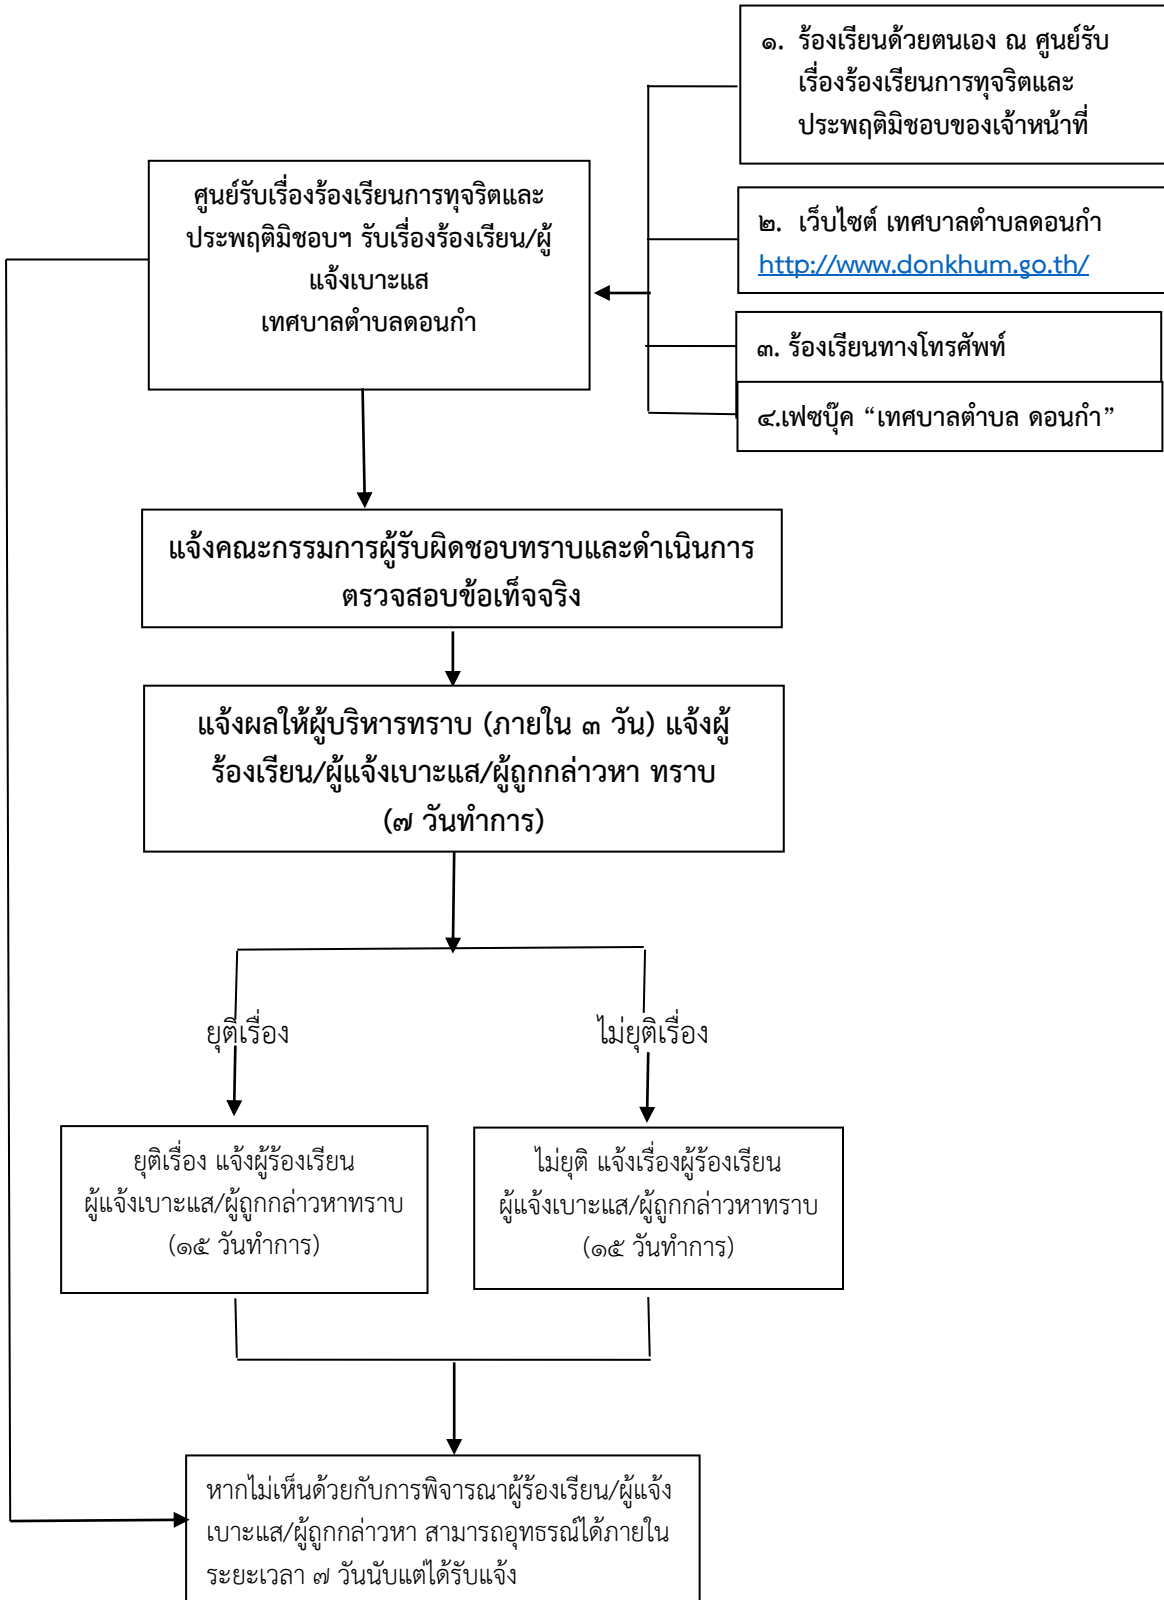 ๑. ร้องเรียนด้วยตนเอง ณ ศูนย์รับ
เรื่องร้องเรียนการทุจริตและ
ประพฤติมิชอบของเจ้าหน้าที่
ศูนย์รับเรื่องร้องเรียนการทุจริตและ
ประพฤติมิชอบฯ รับเรื่องร้องเรียน/ผู้
แจ้งเบาะแส
เทศบาลตำบลดอนกำ
๒. เว็บไซต์ เทศบาลตำบลดอนกำ
http://www.donkhum.go.th/
๓. ร้องเรียนทางโทรศัพท์
๔.เฟซบุ๊ค “เทศบาลตำบล ดอนกำ”
แจ้งคณะกรรมการผู้รับผิดชอบทราบและดำเนินการ
ตรวจสอบข้อเท็จจริง
แจ้งผลให้ผู้บริหารทราบ (ภายใน ๓ วัน) แจ้งผู้
ร้องเรียน/ผู้แจ้งเบาะแส/ผู้ถูกกล่าวหา ทราบ
(๗ วันทำการ)
ยุติเรื่อง
ไม่ยุติเรื่อง
ยุติเรื่อง แจ้งผู้ร้องเรียน
ผู้แจ้งเบาะแส/ผู้ถูกกล่าวหาทราบ
(๑๕ วันทำการ)
ไม่ยุติ แจ้งเรื่องผู้ร้องเรียน
ผู้แจ้งเบาะแส/ผู้ถูกกล่าวหาทราบ
(๑๕ วันทำการ)
หากไม่เห็นด้วยกับการพิจารณาผู้ร้องเรียน/ผู้แจ้ง
เบาะแส/ผู้ถูกกล่าวหา สามารถอุทธรณ์ได้ภายใน
ระยะเวลา ๗ วันนับแต่ได้รับแจ้ง